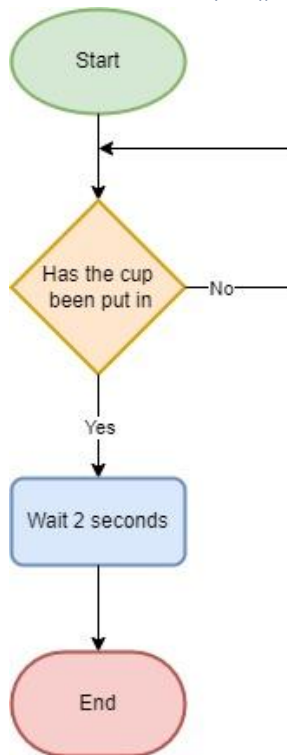 Start
Has the cup
been put in
No
Yes
Wait 2 seconds
End